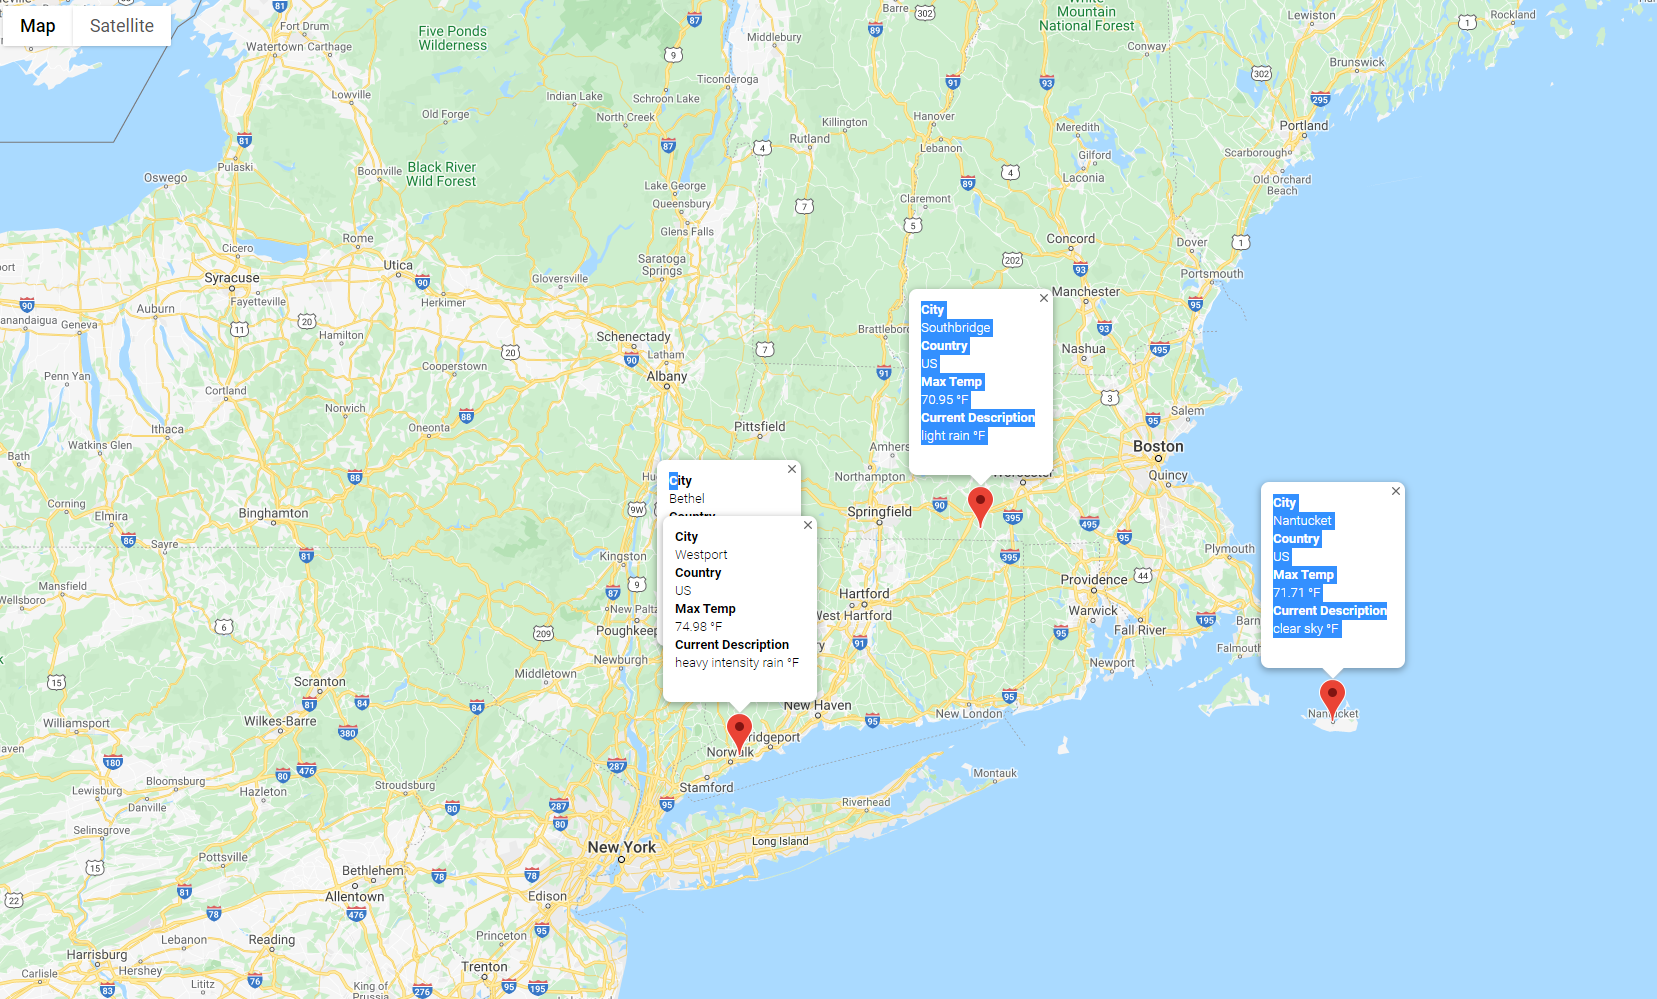 Map
Satellite
City
Southbridge
Country
US
Max Temp
70.95 °F
Current Description
light rain °F
City
Bethel
Country
City
Westport
Country
US
Max Temp
74.98 °F
Current Description
heavy intensity rain °F
City
Nantucket
Country
US
Max Temp
71.71 °F
Current Description
clear sky °F
Fort Drum
Watertown
Carthage
Five Ponds
Wilderness
Middlebury
Barre
White
Mountain
National Forest
Lewiston
Rockland
Conway
Brunswick
Lowville
Old Forge
Indian Lake
Schroon Lake
Ticonderoga
North Creek
Killington
Rutland
Hanover
Lebanon
Meredith
Gilford
Laconia
Portland
Scarborough
Old Orchard
Beach
Pulaski
Oswego
Boonville
Black River
Wild Forest
Lake George
Queensbury
Glens Falls
Claremont
Concord
Dover
Portsmouth
Cicero
Syracuse
Fayetteville
Rome
Utica
Herkimer
Gloversville
Saratoga
Springs
Manchester
Auburn
Geneva
anandaigua
Hamilton
Schenectady
Latham
Albany
Brattlebor
Nashua
Penn Yan
Cortland
Cooperstown
Norwich
Oneonta
Ithaca
Watkins Glen
Bath
Pittsfield
Amhers
Northampton
Worcester
Salem
Boston
Quincy
Corning
Elmira
Sayre
Binghamton
Springfield
Kingston
Plymouth
Mansfield
Wellsboro
New Paltz
Poughkeep
Hartford
West Hartford
Providence
Warwick
Fall River
Barn
Falmout
Newport
Newburgh
Middletown
Scranton
Wilkes-Barre
Williamsport
New Haven
New London
Nantucket
ridgeport
Norwalk
Stamford
Montauk
Riverhead
Long Island
New York
Bloomsburg
Lewisburg
Danville
Hazleton
Stroudsburg
Selinsgrove
Pottsville
Bethlehem
Allentown
Edison
Princeton
Trenton
Reading
Lebanon
Harrisburg
Hershey
Carlisle
Lititz
King of
Prussia